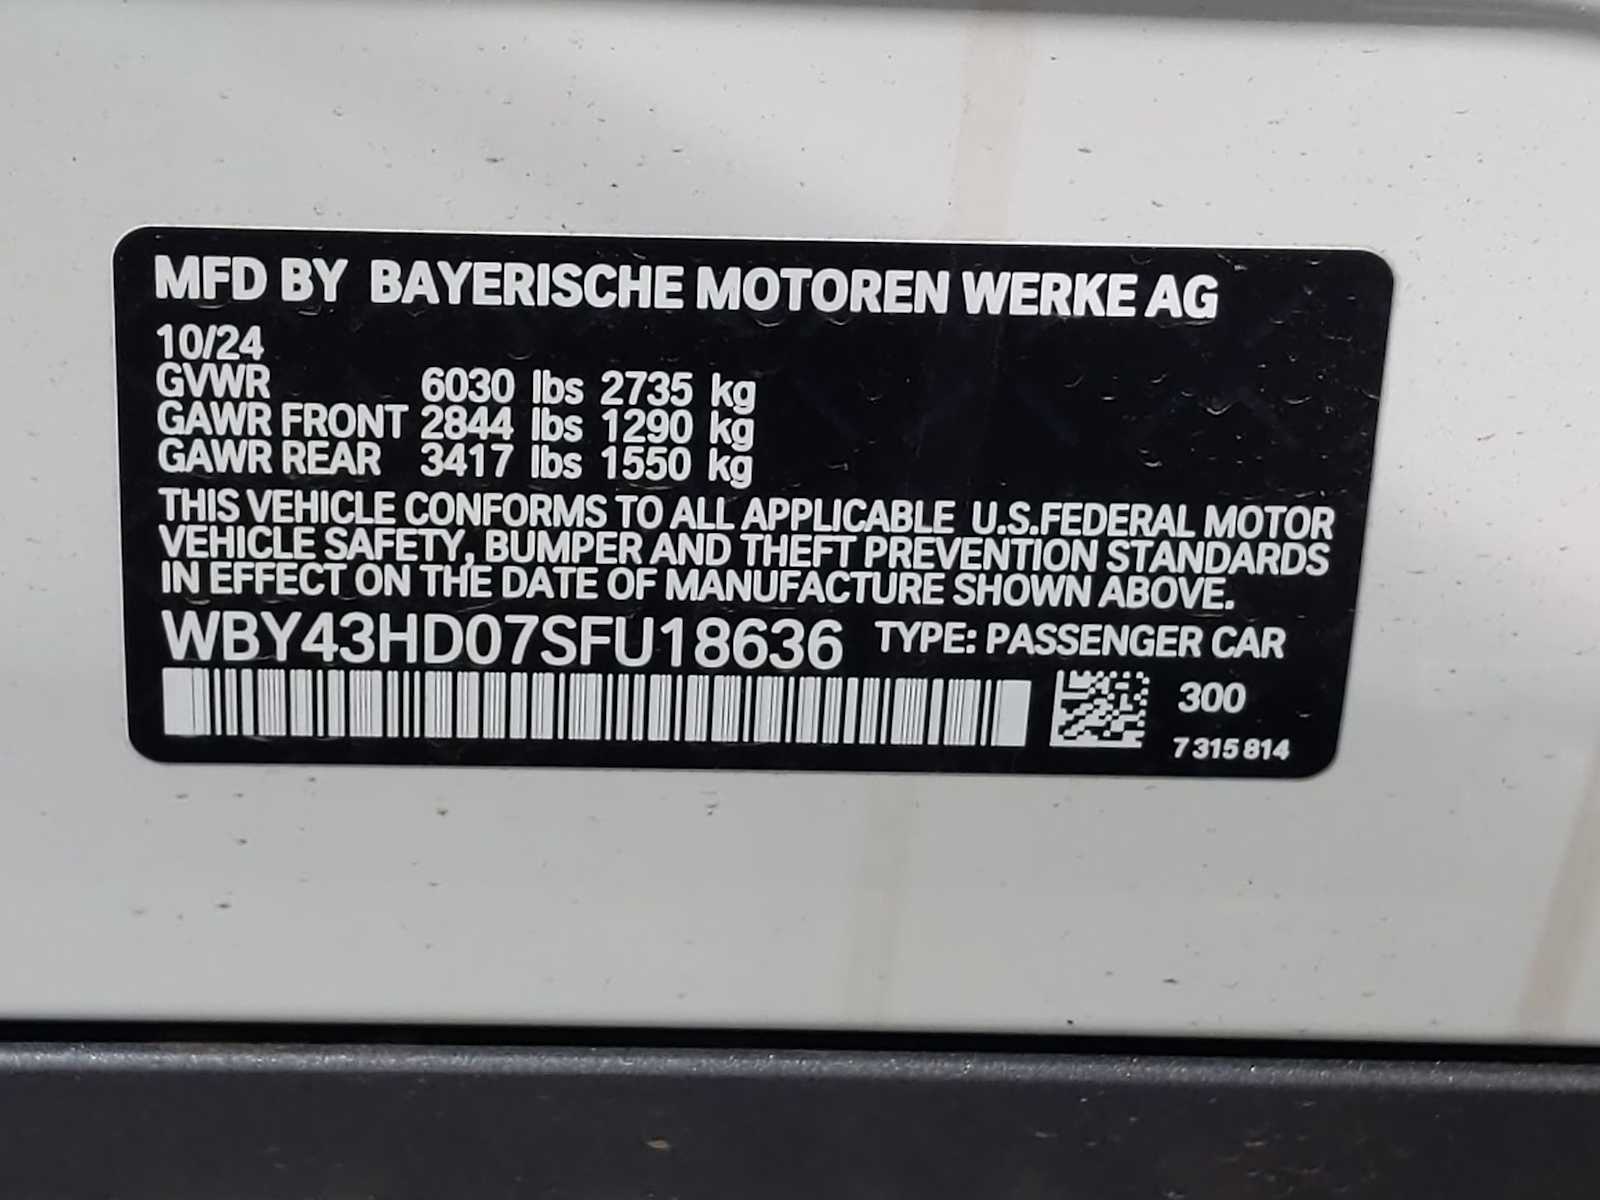 MFD BY BAYERISCHE MOTOREN WERKE AG
10/24
GVWR 6030 lbs 2735 kg
GAWR FRONT 2844 lbs 1290 kg
GAWR REAR 3417 lbs 1550 kg
THIS VEHICLE CONFORMS TO ALL APPLICABLE U.S.FEDERAL MOTOR
VEHICLE SAFETY, BUMPER AND THEFT PREVENTION STANDARDS
IN EFFECT ON THE DATE OF MANUFACTURE SHOWN ABOVE.
WBY43HD07SFU18636 TYPE: PASSENGER CAR
300
7 315 814